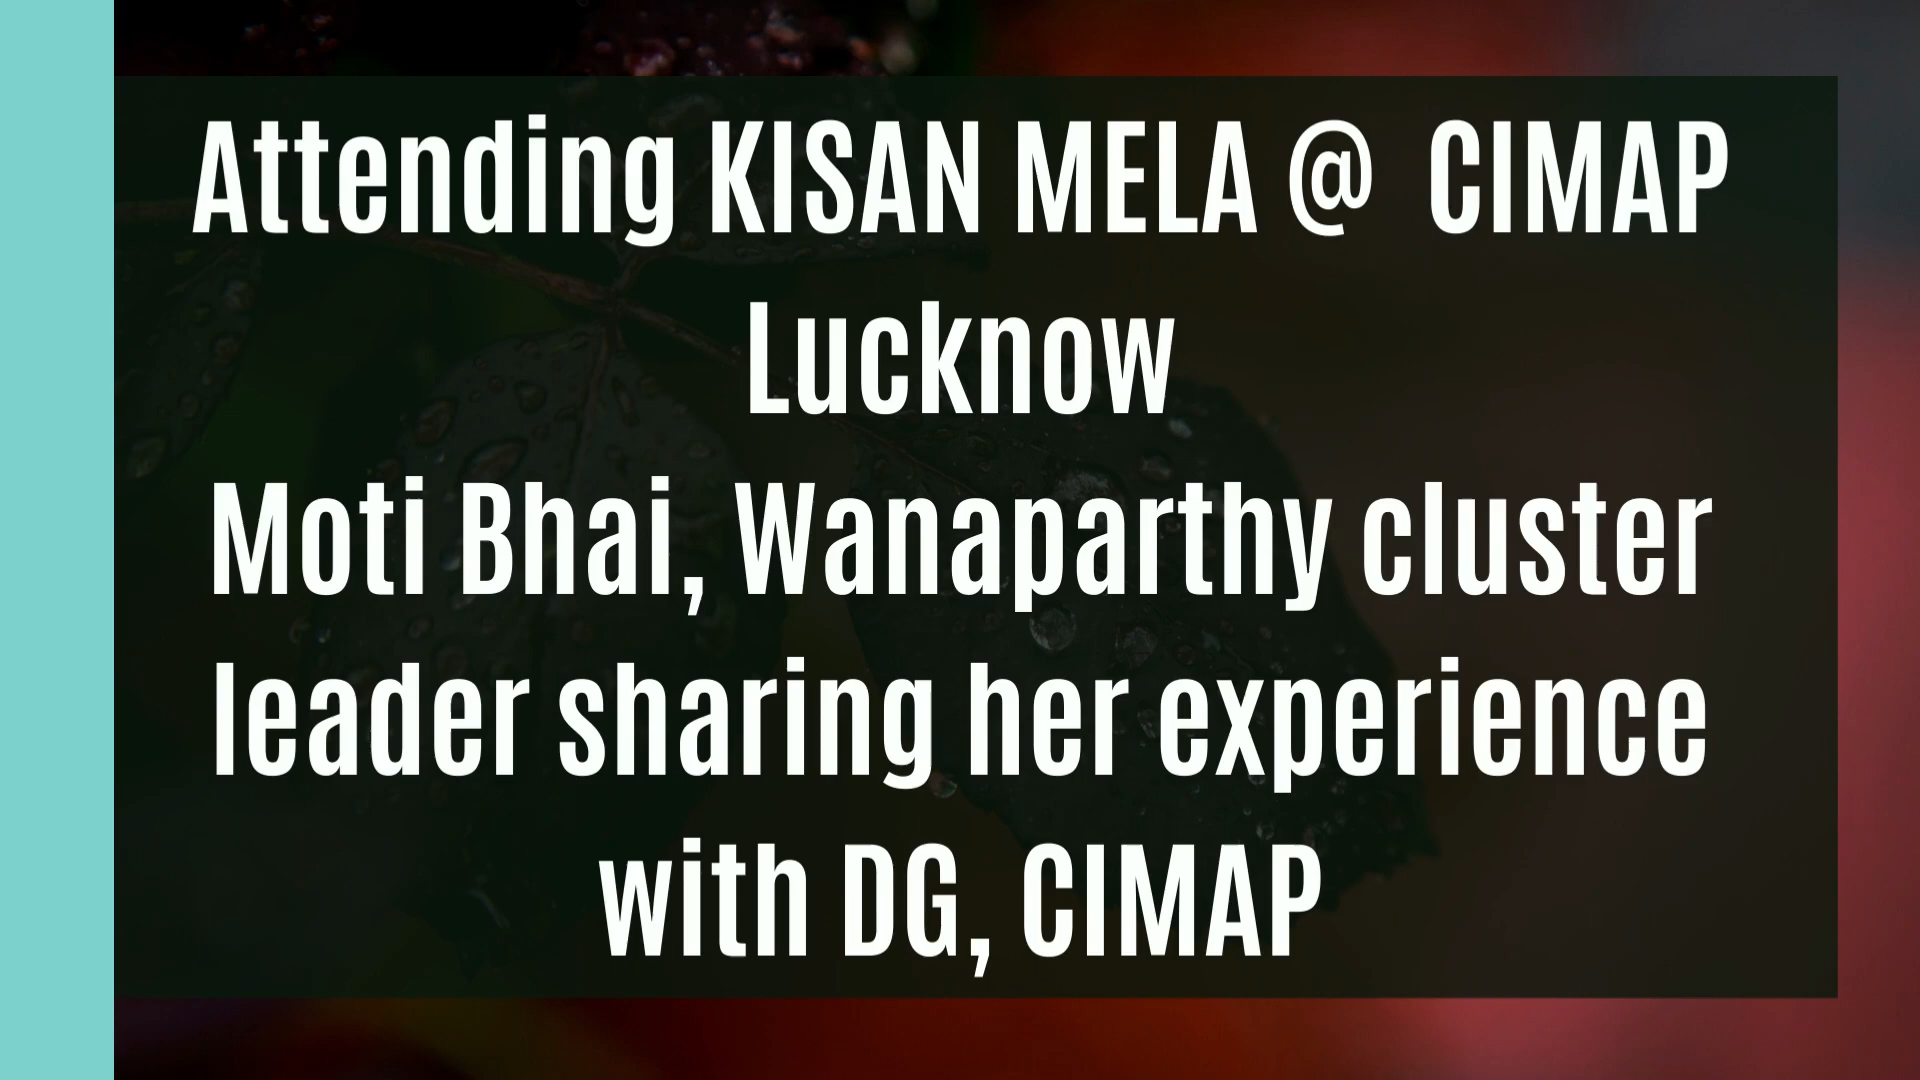 Attending KISAN MELA @  CIMAP
Lucknow
Moti Bhai, Wanaparthy cluster
leader sharing her experience
with DG, CIMAP